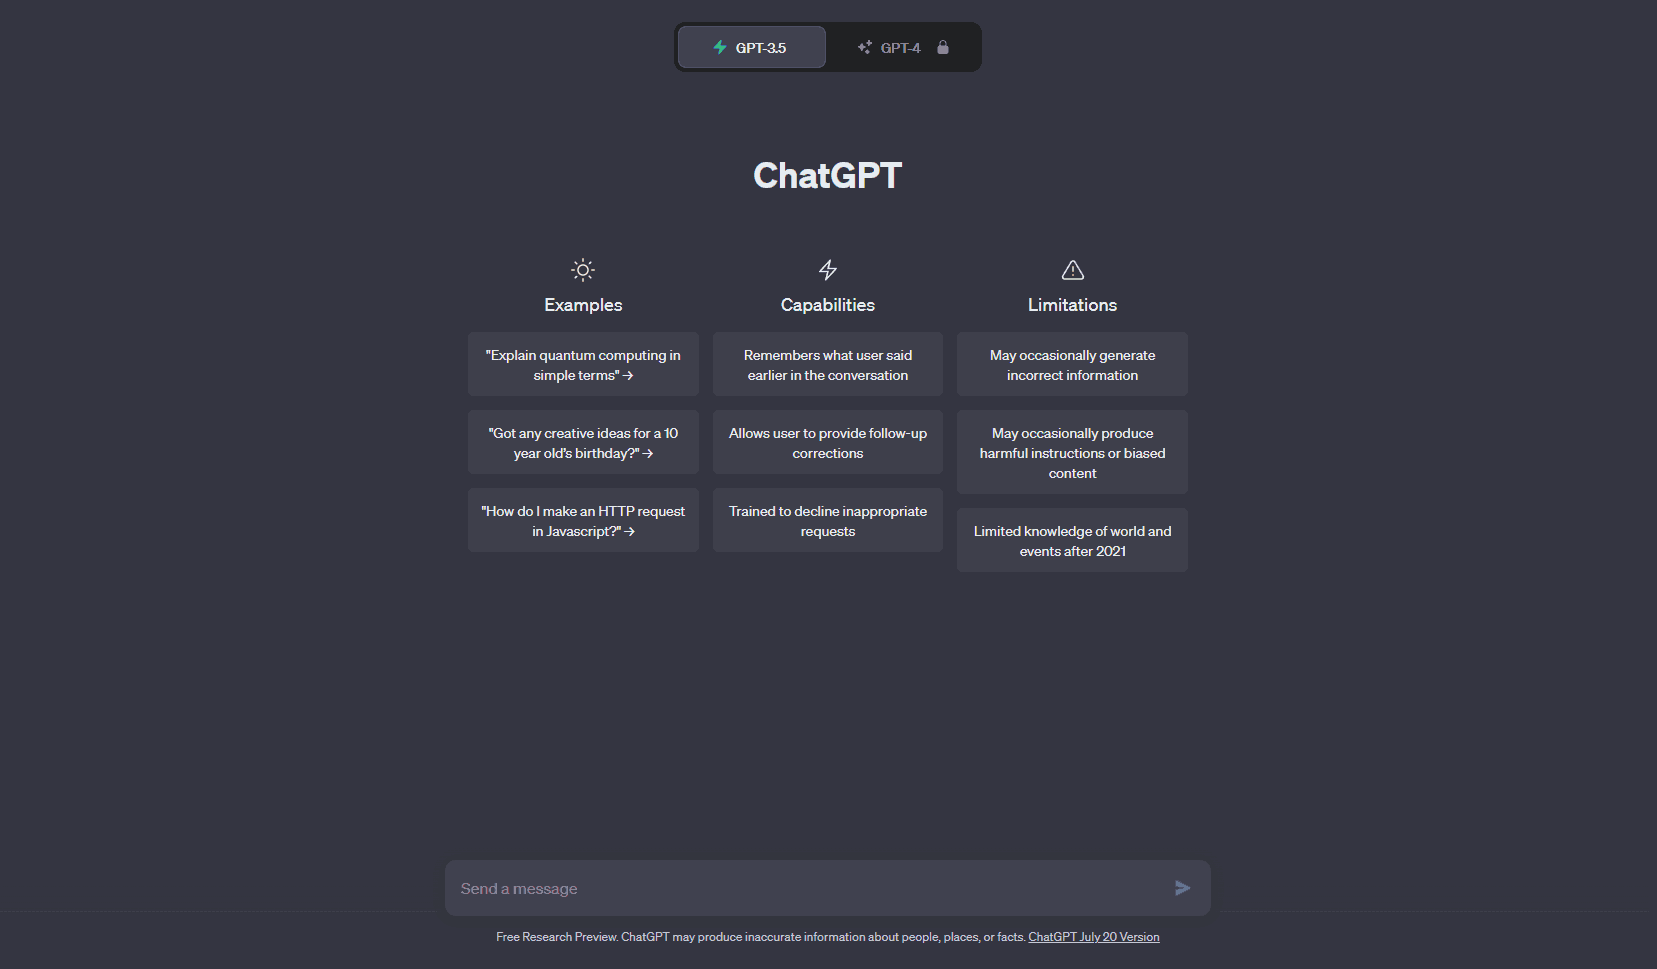 GPT-3.5
GPT-4
ChatGPT
Examples
"Explain quantum computing in
simple terms" →
"Got any creative ideas for a 10
year old’s birthday?" →
"How do I make an HTTP request
in Javascript?" →
Capabilities
Remembers what user said
earlier in the conversation
Allows user to provide follow-up
corrections
Trained to decline inappropriate
requests
Limitations
May occasionally generate
incorrect information
May occasionally produce
harmful instructions or biased
content
Limited knowledge of world and
events after 2021
Send a message
Free Research Preview. ChatGPT may produce inaccurate information about people, places, or facts. ChatGPT July 20 Version